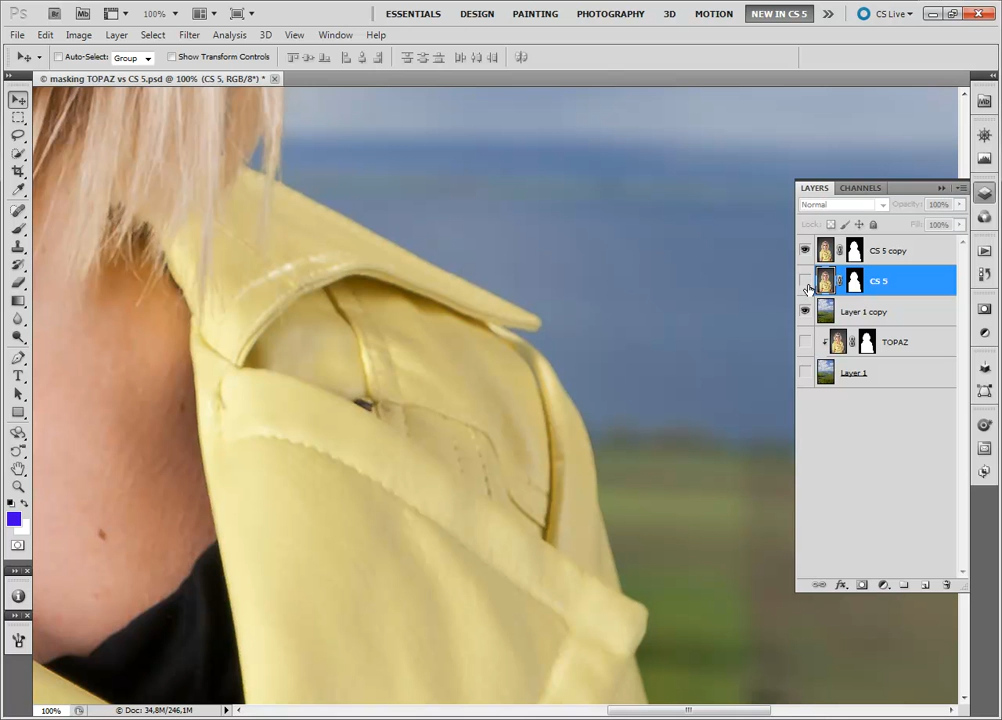 Ps Br Mb 100% ESSENTIALS DESIGN PAINTING PHOTOGRAPHY 3D MOTION NEW IN CS 5 CS Live
File Edit Image Layer Select Filter Analysis 3D View Window Help
Auto-Select: Group Show Transform Controls
© masking TOPAZ vs CS 5.psd @ 100% (CS 5, RGB/8*) *
LAYERS CHANNELS
Normal Opacity: 100%
Lock: Fill: 100%
CS 5 copy
CS 5
Layer 1 copy
TOPAZ
Layer 1
100% © Doc: 34,8M/246,1M